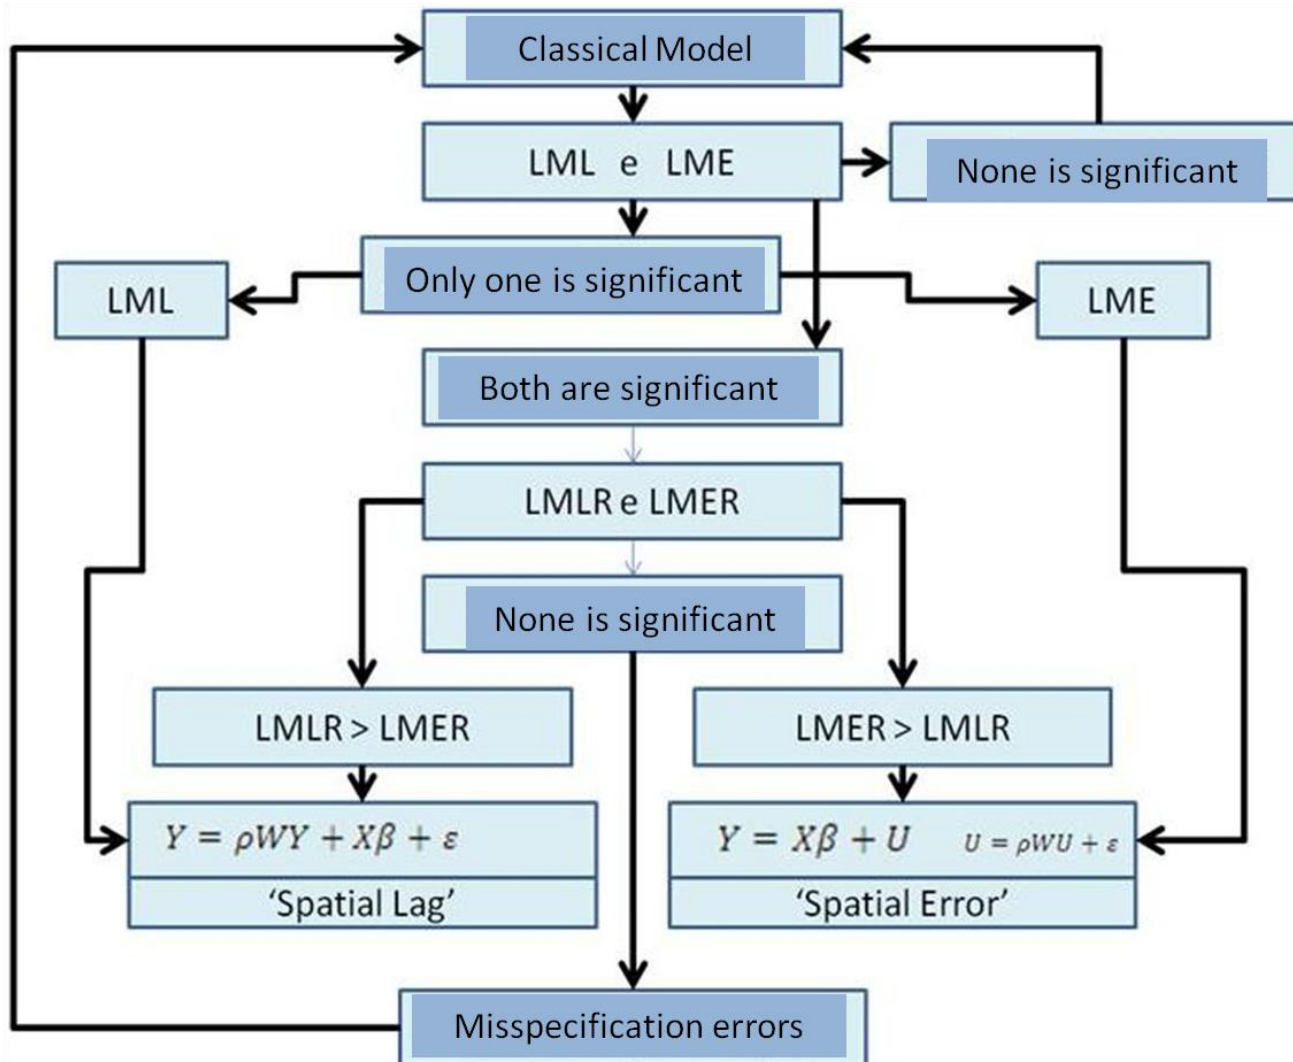 Classical Model
LML e LME
None is significant
Only one is significant
LML
LME
Both are significant
LMLR e LMER
None is significant
LMLR > LMER
LMER > LMLR
Y = ρWY + Xβ + ε
Y = Xβ + U U = ρWU + ε
‘Spatial Lag’
‘Spatial Error’
Misspecification errors